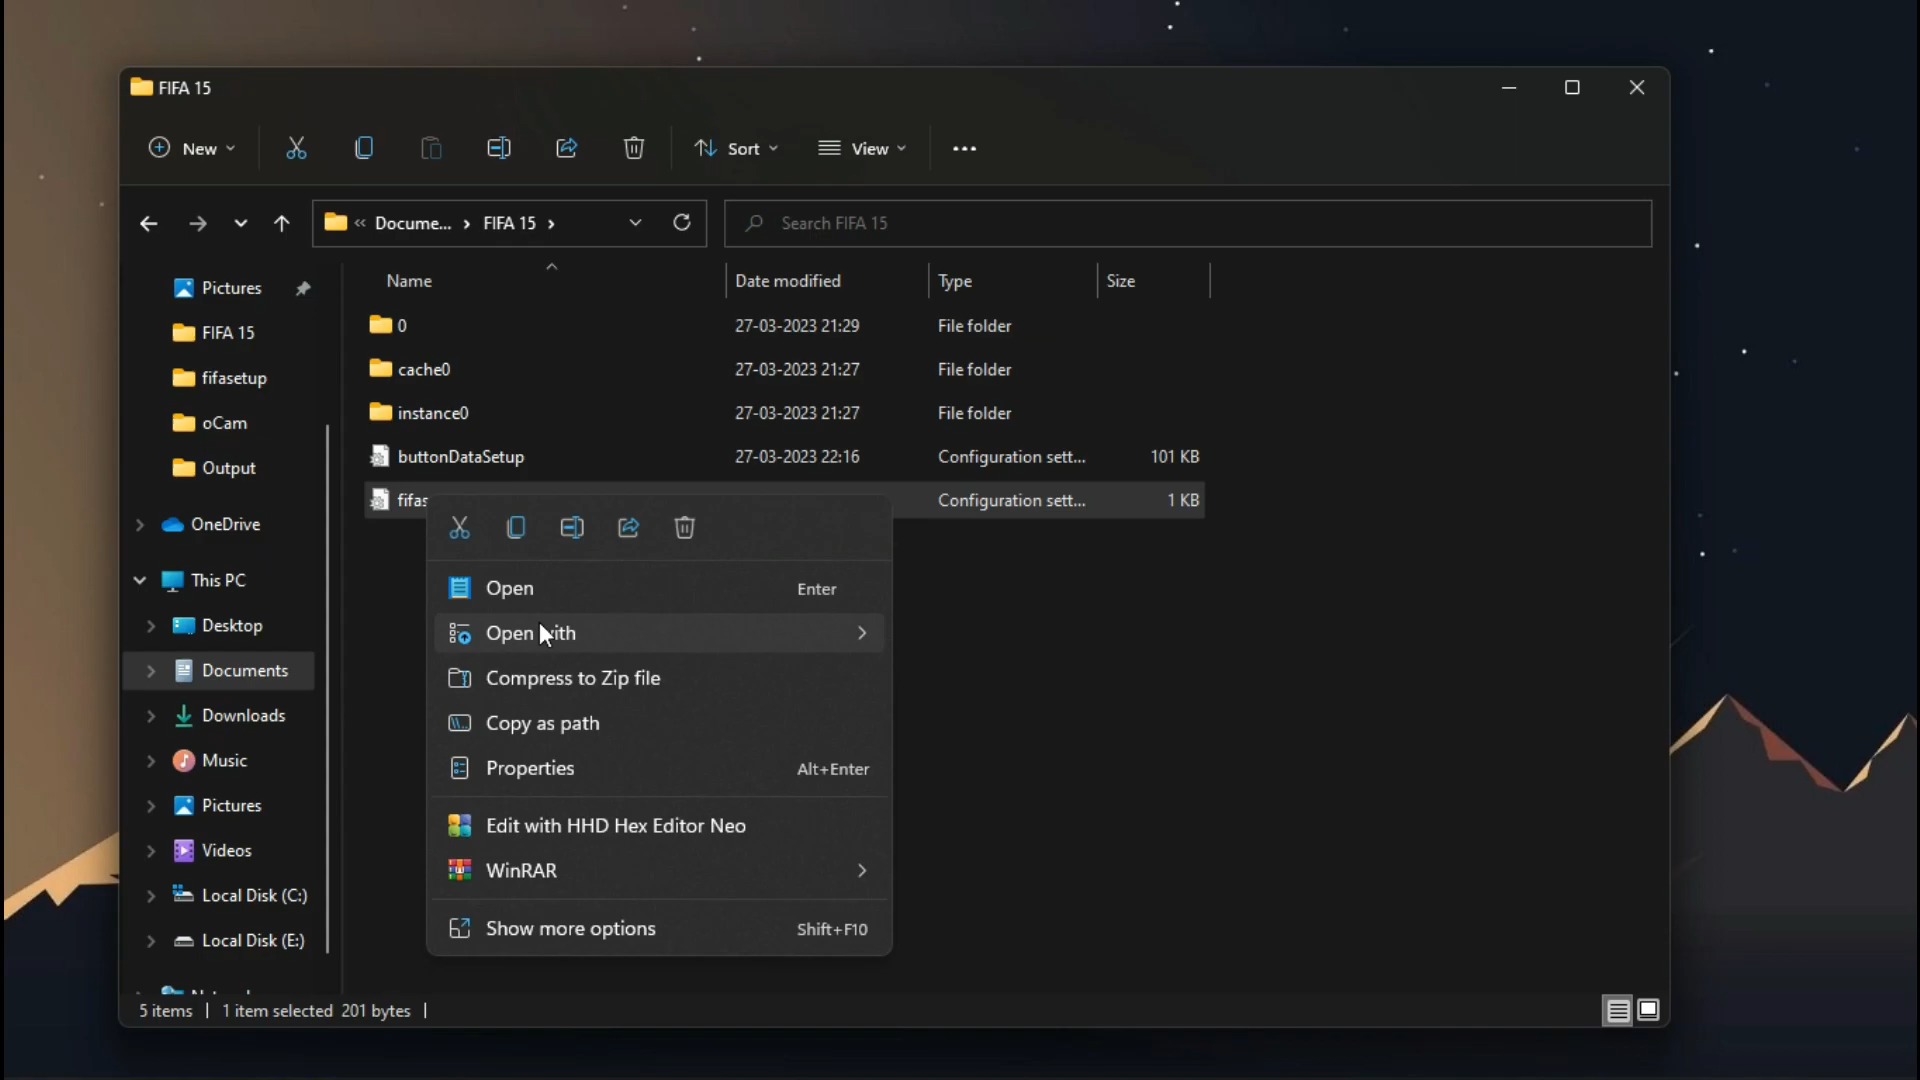 FIFA 15
New
Sort
View
Docume...
FIFA 15
Search FIFA 15
Name
Date modified
Type
Size
Pictures
FIFA 15
fifasetup
oCam
Output
OneDrive
This PC
Desktop
Documents
Downloads
Music
Pictures
Videos
Local Disk (C:)
Local Disk (E:)
0 27-03-2023 21:29 File folder
cache0 27-03-2023 21:27 File folder
instance0 27-03-2023 21:27 File folder
buttonDataSetup 27-03-2023 22:16 Configuration sett... 101 KB
fifas Configuration sett... 1 KB
Open Enter
Open with
Compress to Zip file
Copy as path
Properties Alt+Enter
Edit with HHD Hex Editor Neo
WinRAR
Show more options Shift+F10
5 items 1 item selected 201 bytes